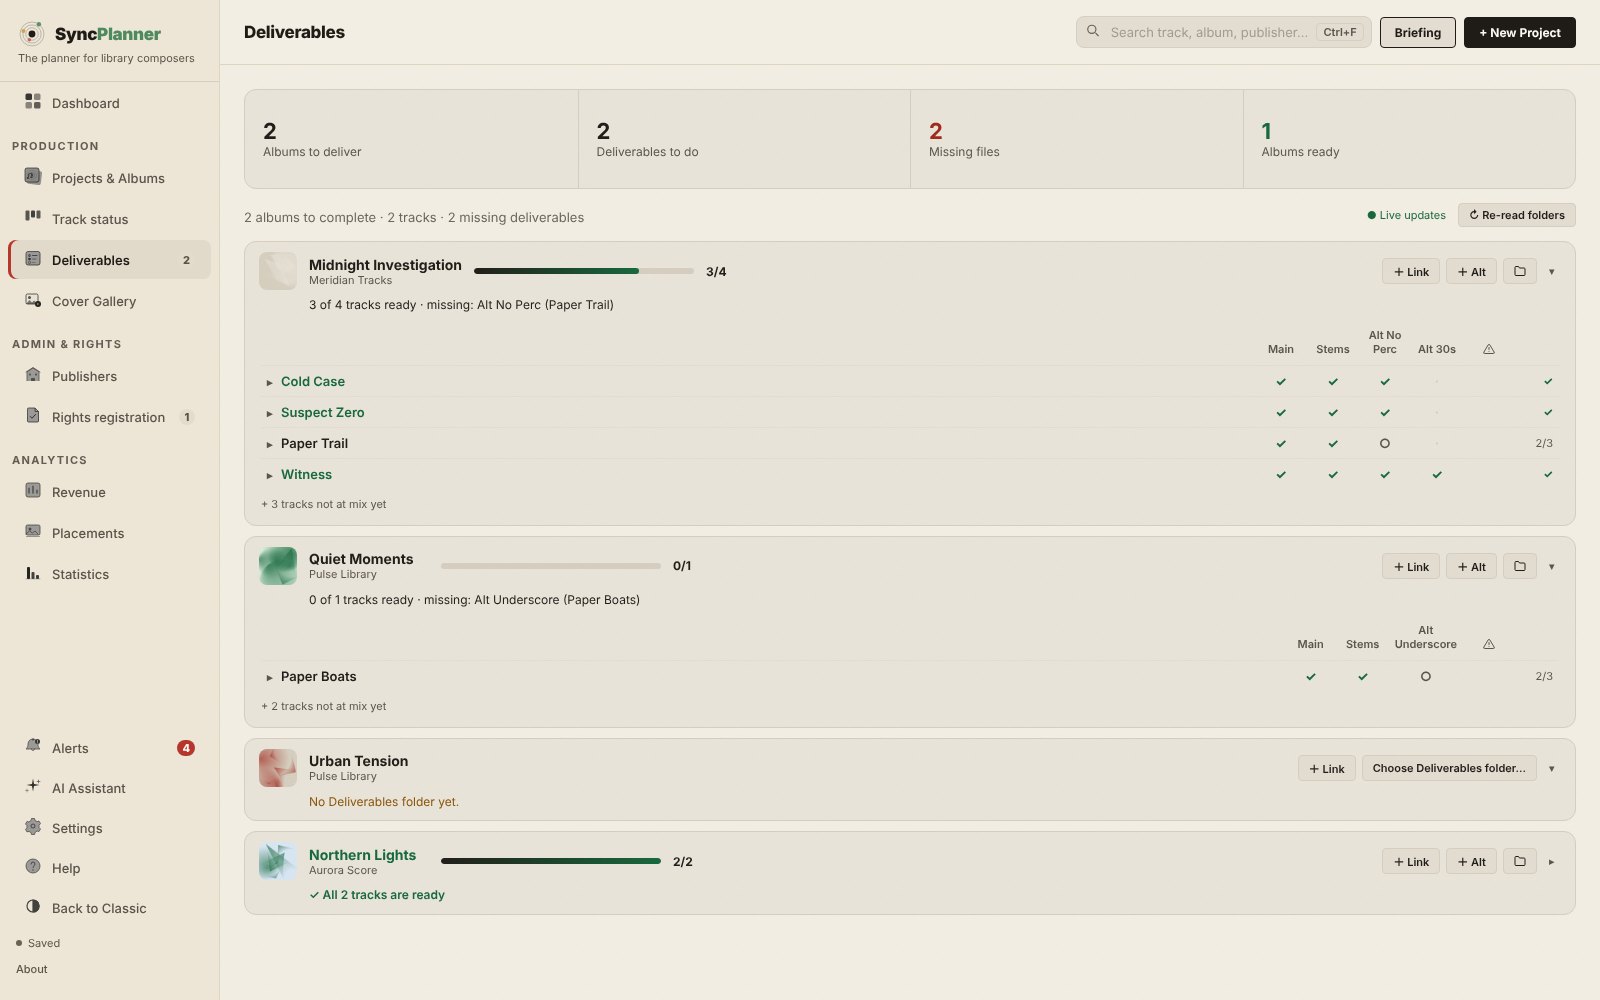 SyncPlanner
The planner for library composers
Dashboard
PRODUCTION
Projects & Albums
Track status
Deliverables 2
Cover Gallery
ADMIN & RIGHTS
Publishers
Rights registration 1
ANALYTICS
Revenue
Placements
Statistics
Alerts 4
AI Assistant
Settings
Help
Back to Classic
Saved
About
Deliverables
Search track, album, publisher... Ctrl+F
Briefing
+ New Project
2
Albums to deliver
2
Deliverables to do
2
Missing files
1
Albums ready
2 albums to complete · 2 tracks · 2 missing deliverables
● Live updates
↻ Re-read folders
Midnight Investigation 3/4
Meridian Tracks
+ Link + Alt ▾
3 of 4 tracks ready · missing: Alt No Perc (Paper Trail)
Main Stems Alt No Perc Alt 30s ⚠
▸ Cold Case ✓ ✓ ✓ · ✓
▸ Suspect Zero ✓ ✓ ✓ · ✓
▸ Paper Trail ✓ ✓ ○ · 2/3
▸ Witness ✓ ✓ ✓ ✓ ✓
+ 3 tracks not at mix yet
Quiet Moments 0/1
Pulse Library
+ Link + Alt ▾
0 of 1 tracks ready · missing: Alt Underscore (Paper Boats)
Main Stems Alt Underscore ⚠
▸ Paper Boats ✓ ✓ ○ 2/3
+ 2 tracks not at mix yet
Urban Tension
Pulse Library
+ Link Choose Deliverables folder... ▾
No Deliverables folder yet.
Northern Lights 2/2
Aurora Score
+ Link + Alt ▸
✓ All 2 tracks are ready